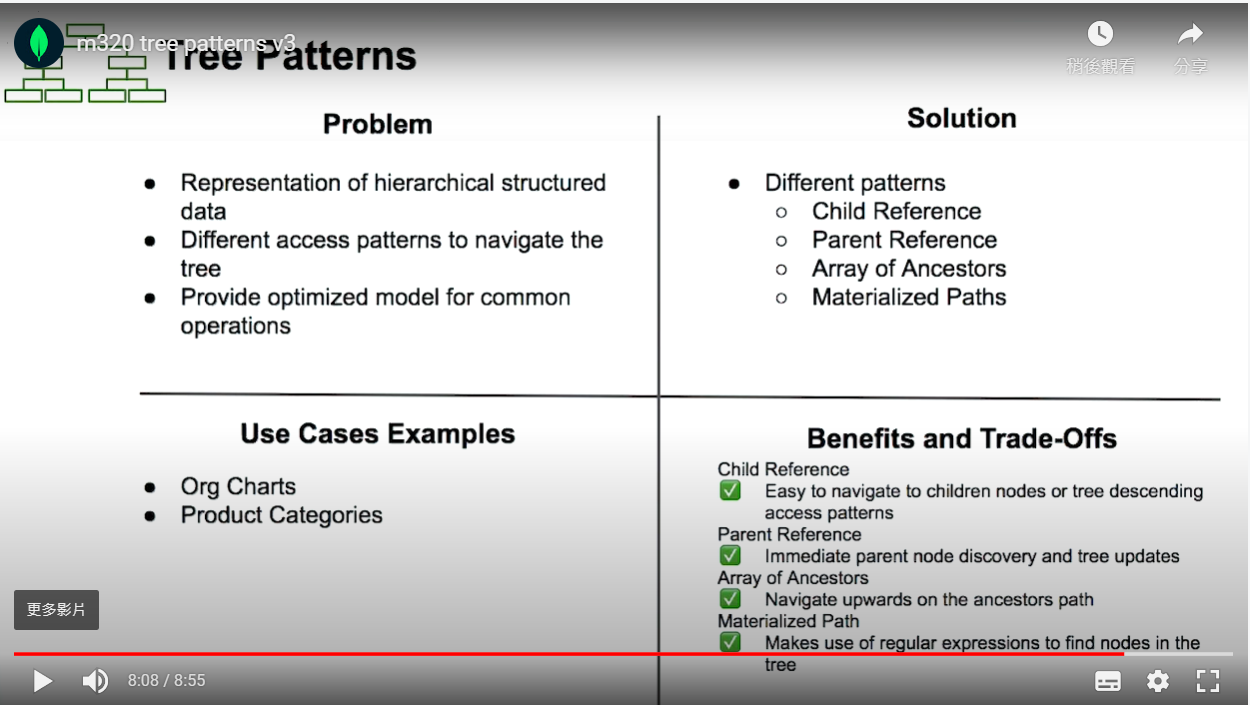 m320 tree patterns v3
Tree Patterns
稍後觀看
分享
Problem
● Representation of hierarchical structured
data
● Different access patterns to navigate the
tree
● Provide optimized model for common
operations
Solution
● Different patterns
○ Child Reference
○ Parent Reference
○ Array of Ancestors
○ Materialized Paths
Use Cases Examples
● Org Charts
● Product Categories
Benefits and Trade-Offs
Child Reference
✅ Easy to navigate to children nodes or tree descending
access patterns
Parent Reference
✅ Immediate parent node discovery and tree updates
Array of Ancestors
✅ Navigate upwards on the ancestors path
Materialized Path
✅ Makes use of regular expressions to find nodes in the
tree
更多影片
8:08 / 8:55